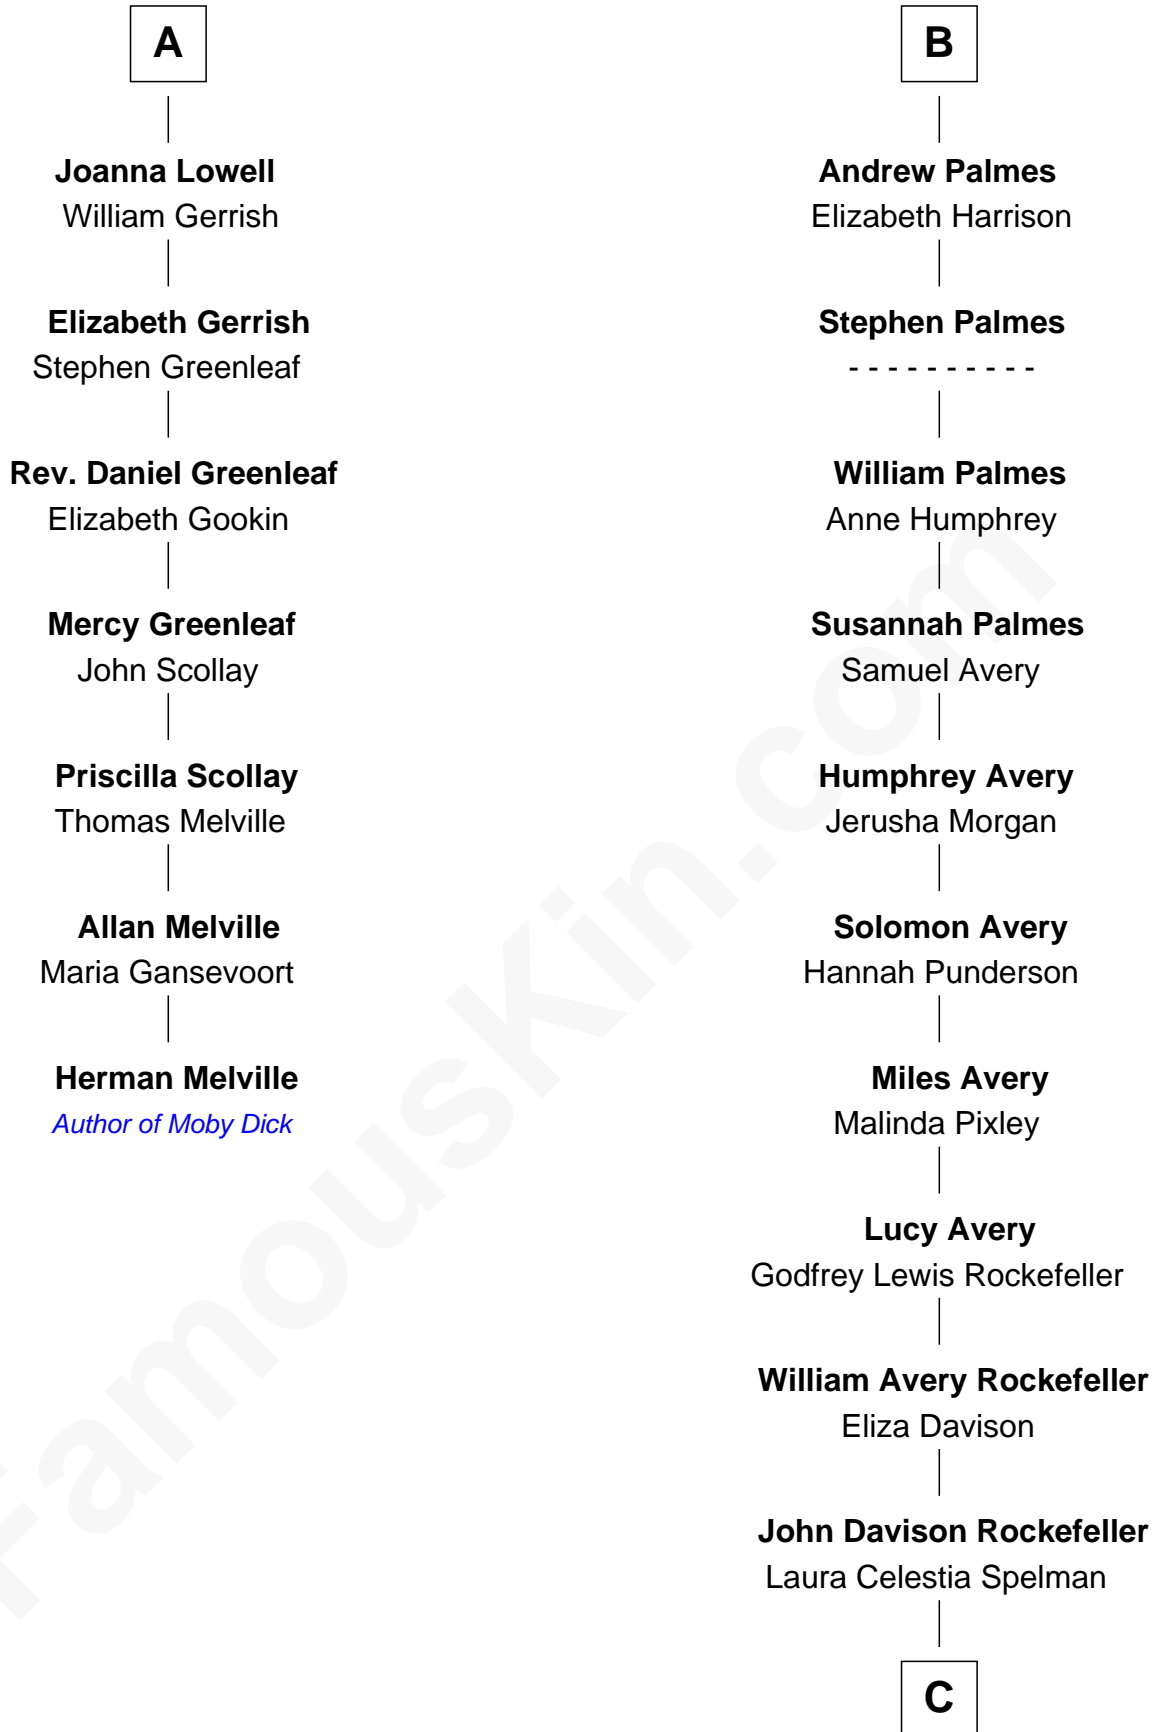 A
Joanna Lowell
William Gerrish
Elizabeth Gerrish
Stephen Greenleaf
Rev. Daniel Greenleaf
Elizabeth Gookin
Mercy Greenleaf
John Scollay
Priscilla Scollay
Thomas Melville
Allan Melville
Maria Gansevoort
Herman Melville
Author of Moby Dick
B
Andrew Palmes
Elizabeth Harrison
Stephen Palmes
- - - - - - - - - -
William Palmes
Anne Humphrey
Susannah Palmes
Samuel Avery
Humphrey Avery
Jerusha Morgan
Solomon Avery
Hannah Punderson
Miles Avery
Malinda Pixley
Lucy Avery
Godfrey Lewis Rockefeller
William Avery Rockefeller
Eliza Davison
John Davison Rockefeller
Laura Celestia Spelman
C
FamousKin.com